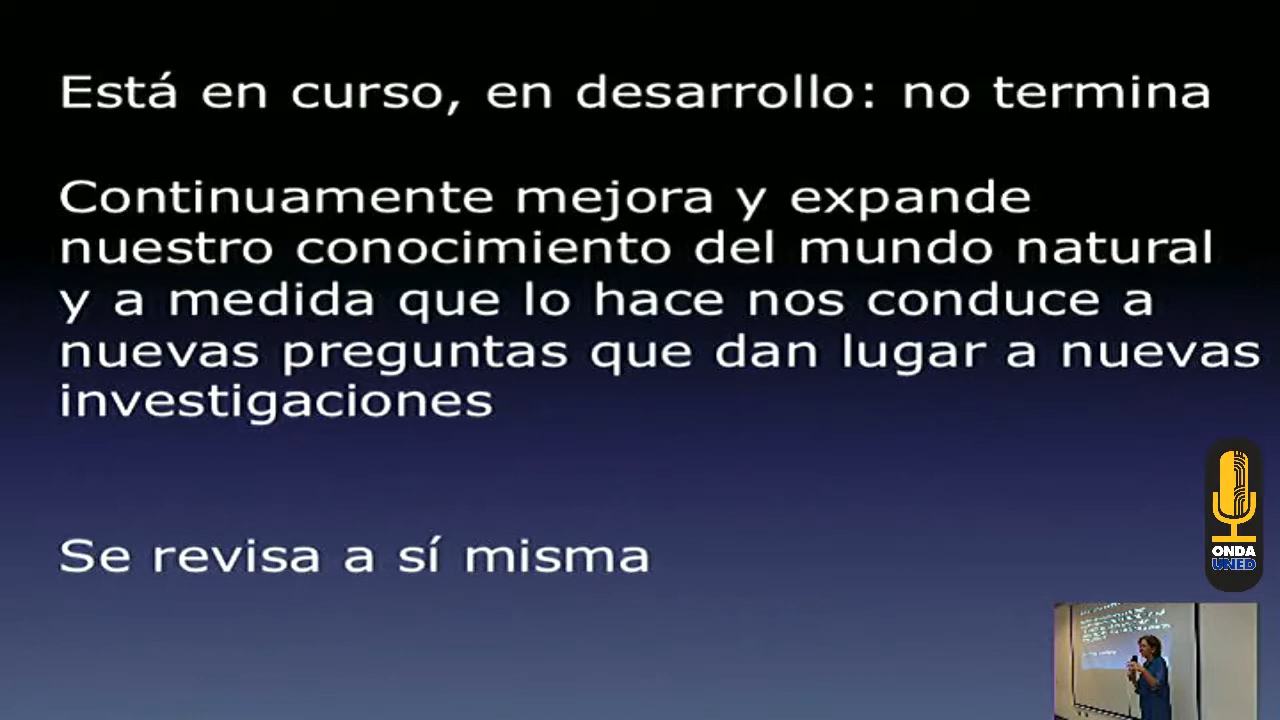 Está en curso, en desarrollo: no termina
Continuamente mejora y expande
nuestro conocimiento del mundo natural
y a medida que lo hace nos conduce a
nuevas preguntas que dan lugar a nuevas
investigaciones
Se revisa a sí misma
ONDA
UNED